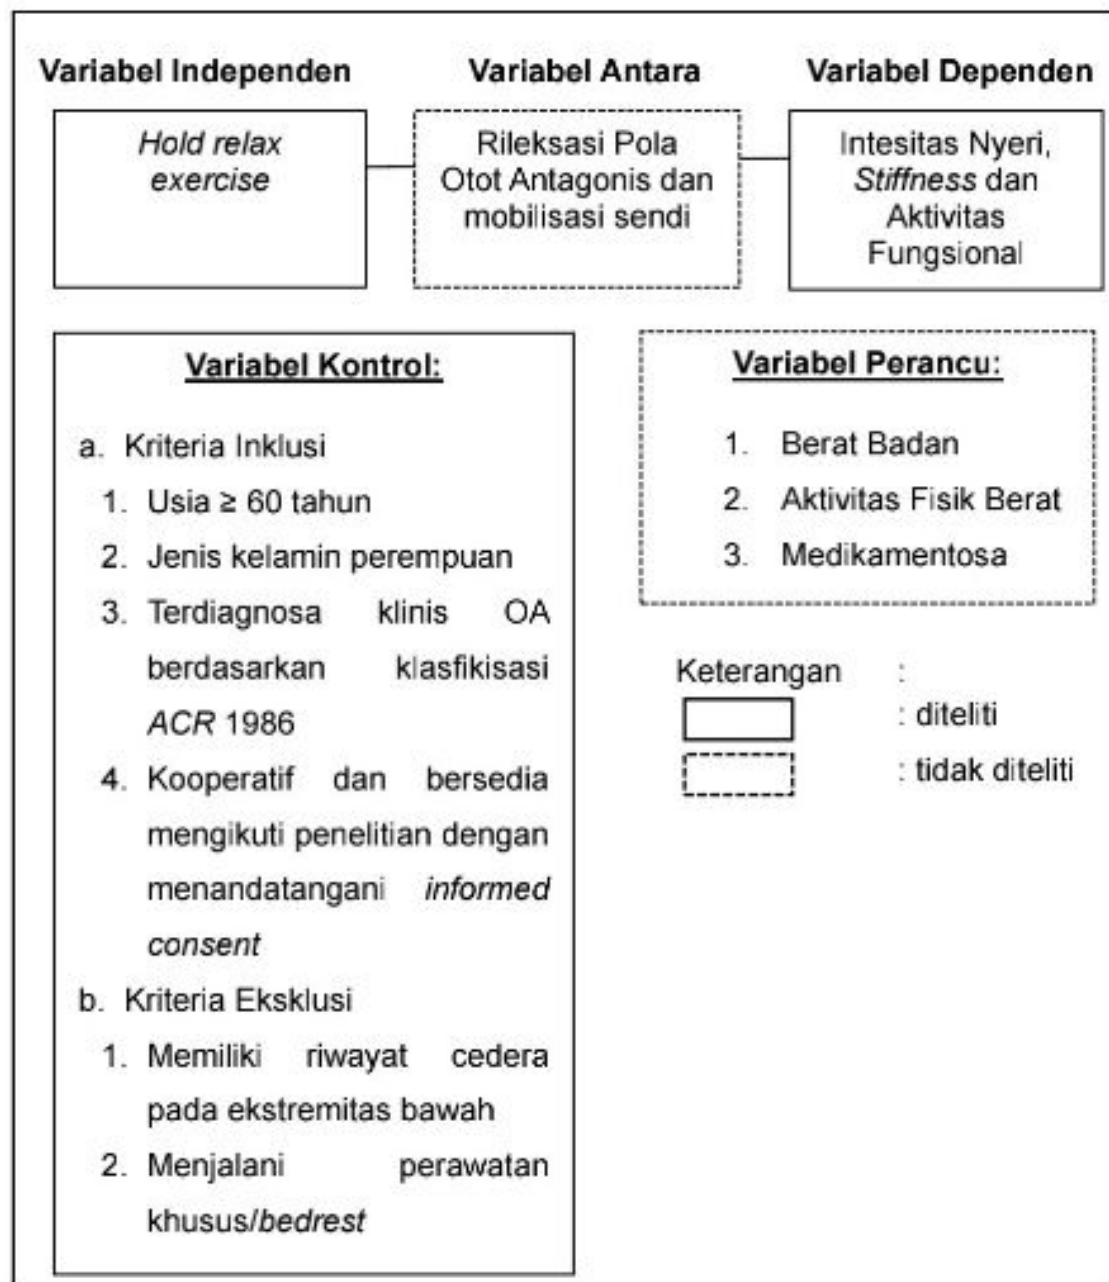 Variabel Independen
Variabel Antara
Variabel Dependen
Hold relax
exercise
Rileksasi Pola
Otot Antagonis dan
mobilisasi sendi
Intesitas Nyeri,
Stiffness dan
Aktivitas
Fungsional
Variabel Kontrol:
a. Kriteria Inklusi
1. Usia ≥ 60 tahun
2. Jenis kelamin perempuan
3. Terdiagnosa klinis OA
berdasarkan klasfikisasi
ACR 1986
4. Kooperatif dan bersedia
mengikuti penelitian dengan
menandatangani informed
consent
b. Kriteria Eksklusi
1. Memiliki riwayat cedera
pada ekstremitas bawah
2. Menjalani perawatan
khusus/bedrest
Variabel Perancu:
1. Berat Badan
2. Aktivitas Fisik Berat
3. Medikamentosa
Keterangan :
: diteliti
: tidak diteliti